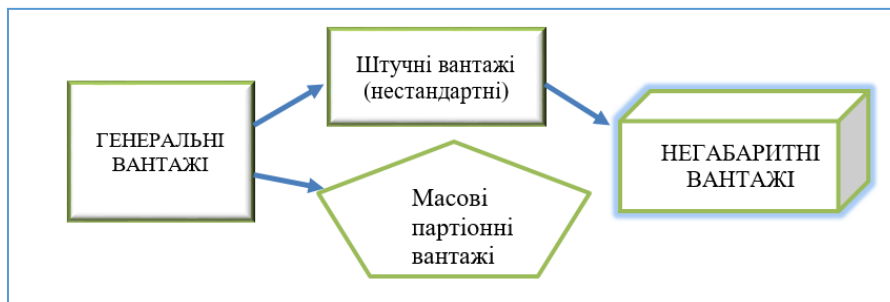 ГЕНЕРАЛЬНІ
ВАНТАЖІ
Штучні вантажі
(нестандартні)
Масові
партіонні
вантажі
НЕГАБАРИТНІ
ВАНТАЖІ